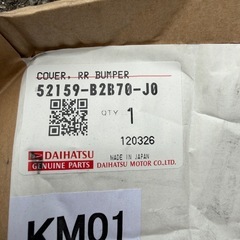 COVER, RR BUMPER
52159-B2B70-J0
QTY 1
120326
DAIHATSU
GENUINE PARTS
MADE IN JAPAN
DAIHATSU MOTOR CO.,LTD.
KM01